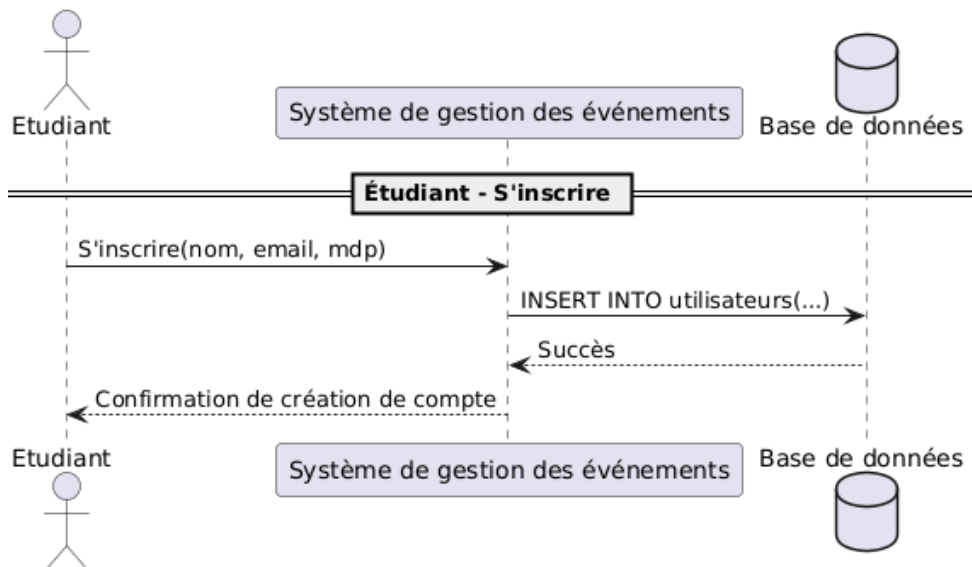 Etudiant
Système de gestion des événements
Base de données
Étudiant - S'inscrire
S'inscrire(nom, email, mdp)
INSERT INTO utilisateurs(...)
Succès
Confirmation de création de compte
Etudiant
Système de gestion des événements
Base de données